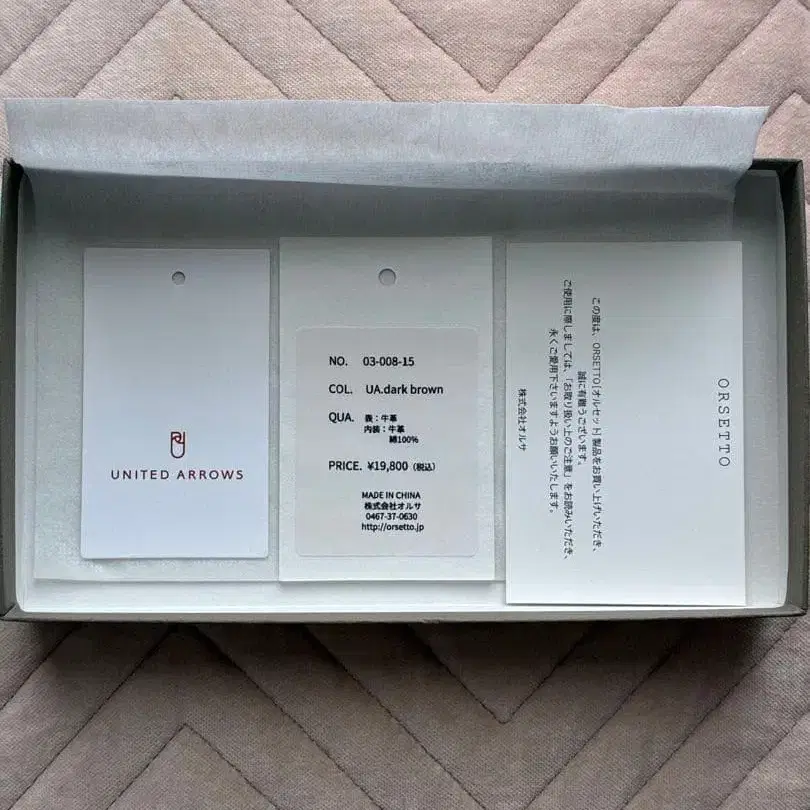 UNITED ARROWS
NO. 03-008-15
COL. UA.dark brown
QUA. 表：牛革
内装：牛革
綿100%
PRICE. ¥19,800（税込）
MADE IN CHINA
株式会社オルサ
0467-37-0630
http://orsetto.jp
ORSETTO
この度は、ORSETTO[オルセット]製品をお買い上げいただき、
誠に有難うございます。
ご使用に際しましては、「お取り扱い上のご注意」をお読みいただき、
永くご愛用下さいますようお願いいたします。
株式会社オルサ